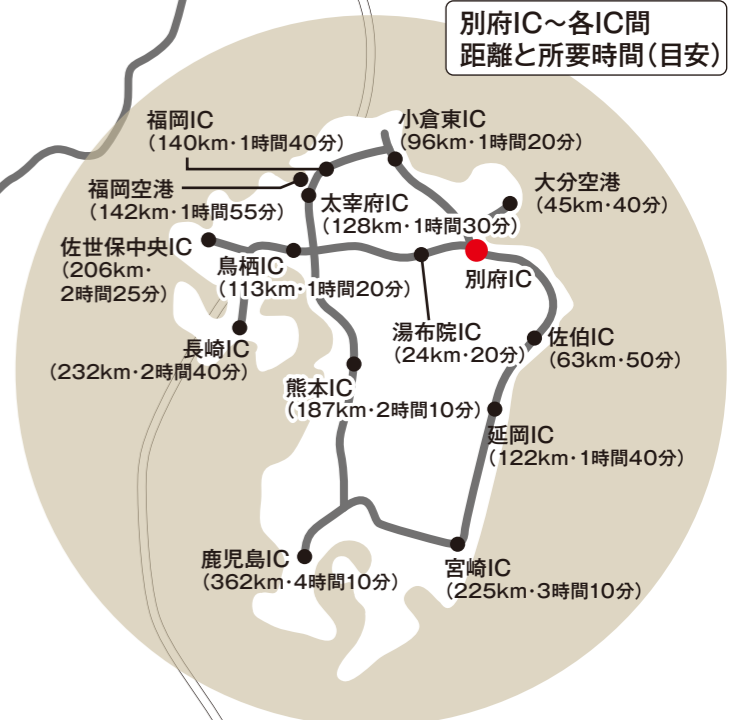 別府IC～各IC間
距離と所要時間（目安）
福岡IC
（140km・1時間40分）
小倉東IC
（96km・1時間20分）
福岡空港
（142km・1時間55分）
太宰府IC
（128km・1時間30分）
大分空港
（45km・40分）
佐世保中央IC
（206km・
2時間25分）
鳥栖IC
（113km・1時間20分）
別府IC
長崎IC
（232km・2時間40分）
湯布院IC
（24km・20分）
佐伯IC
（63km・50分）
熊本IC
（187km・2時間10分）
延岡IC
（122km・1時間40分）
鹿児島IC
（362km・4時間10分）
宮崎IC
（225km・3時間10分）